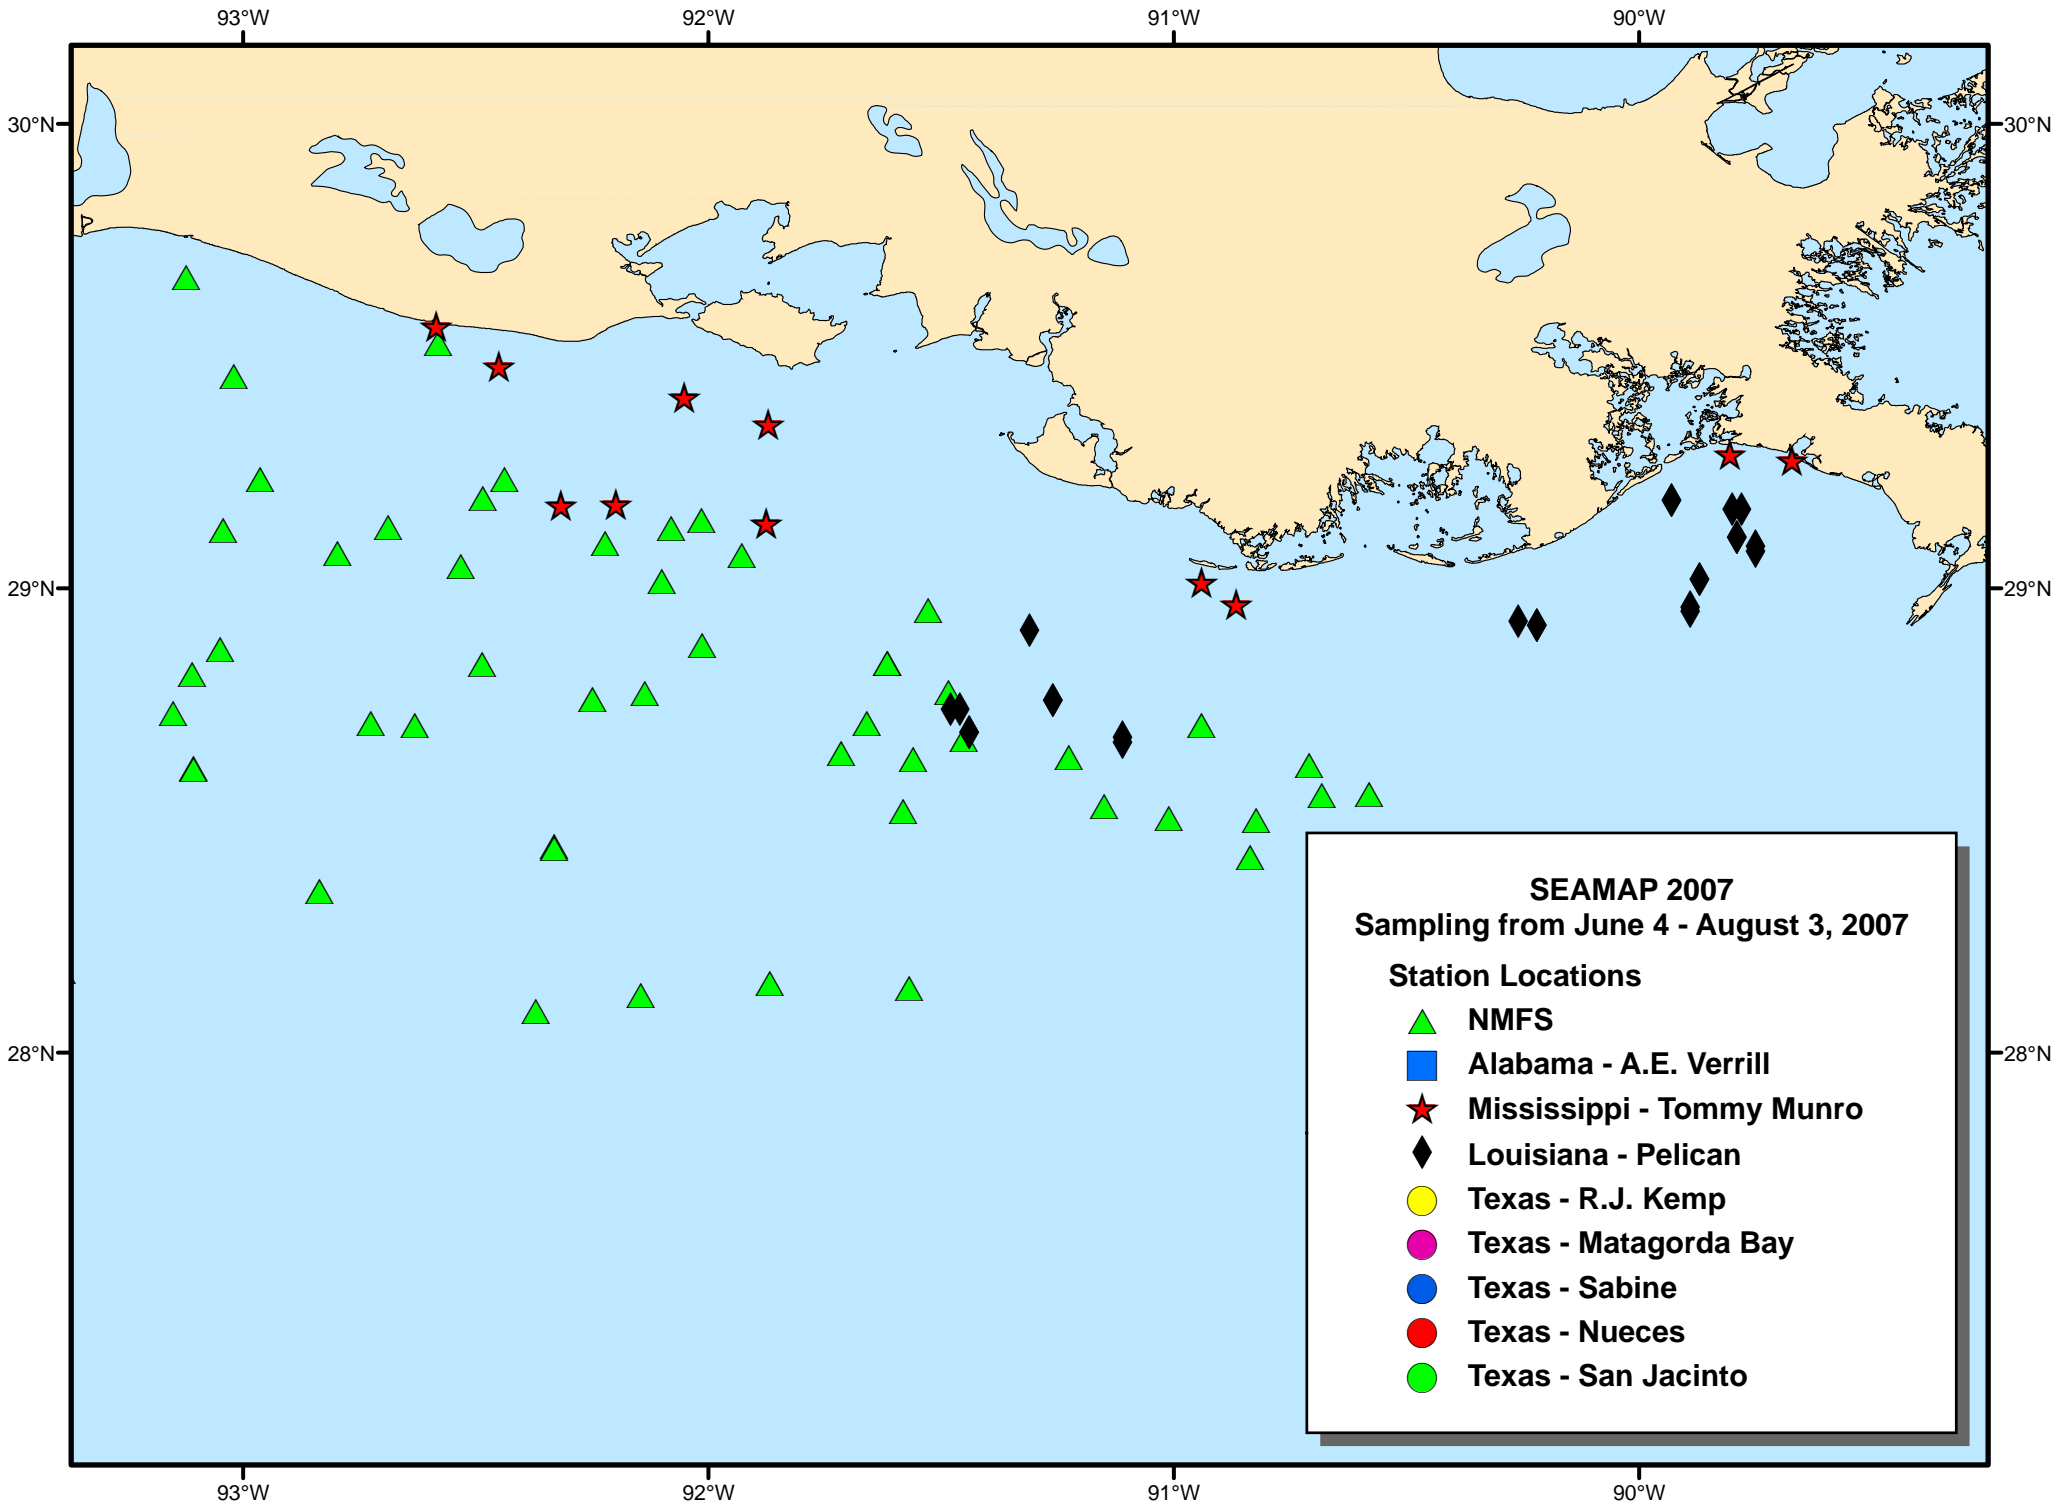 93°W 92°W 91°W 90°W
30°N 30°N
29°N 29°N
28°N 28°N
SEAMAP 2007
Sampling from June 4 - August 3, 2007
Station Locations
NMFS
Alabama - A.E. Verrill
Mississippi - Tommy Munro
Louisiana - Pelican
Texas - R.J. Kemp
Texas - Matagorda Bay
Texas - Sabine
Texas - Nueces
Texas - San Jacinto
93°W 92°W 91°W 90°W